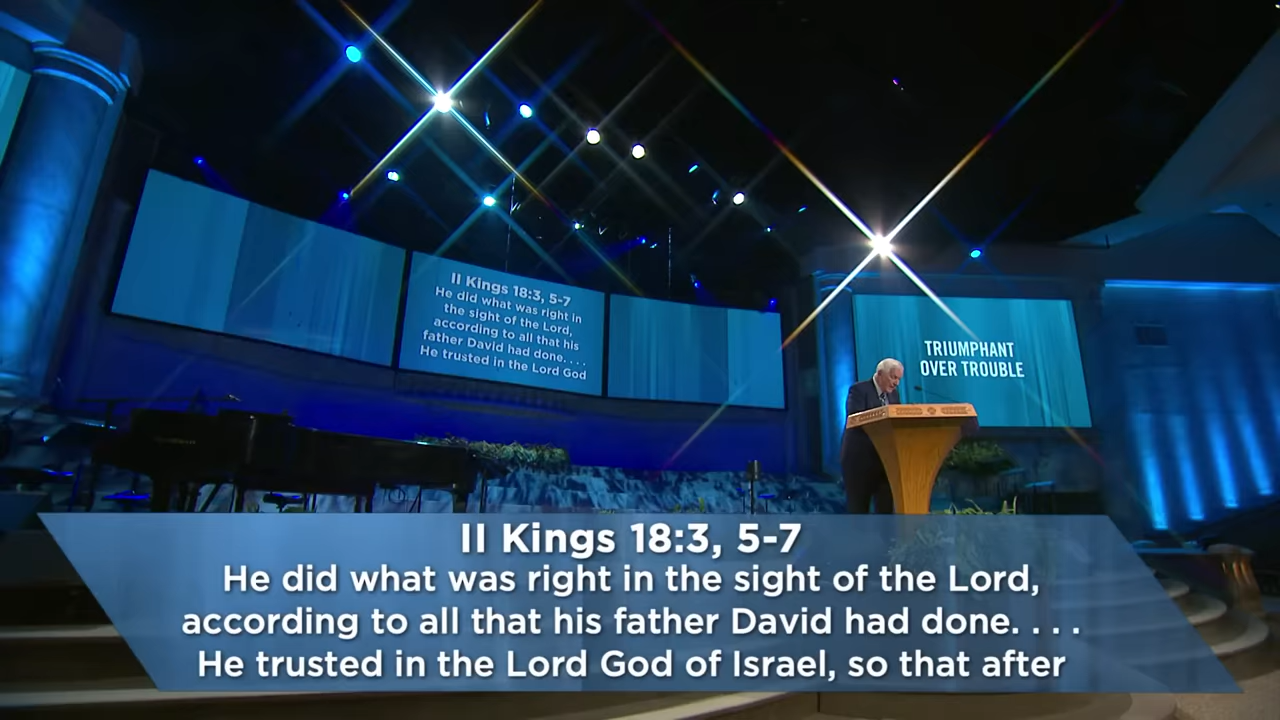 II Kings 18:3, 5-7
He did what was right in
the sight of the Lord,
according to all that his
father David had done. . . .
He trusted in the Lord God
TRIUMPHANT
OVER TROUBLE
II Kings 18:3, 5-7
He did what was right in the sight of the Lord,
according to all that his father David had done. . . .
He trusted in the Lord God of Israel, so that after